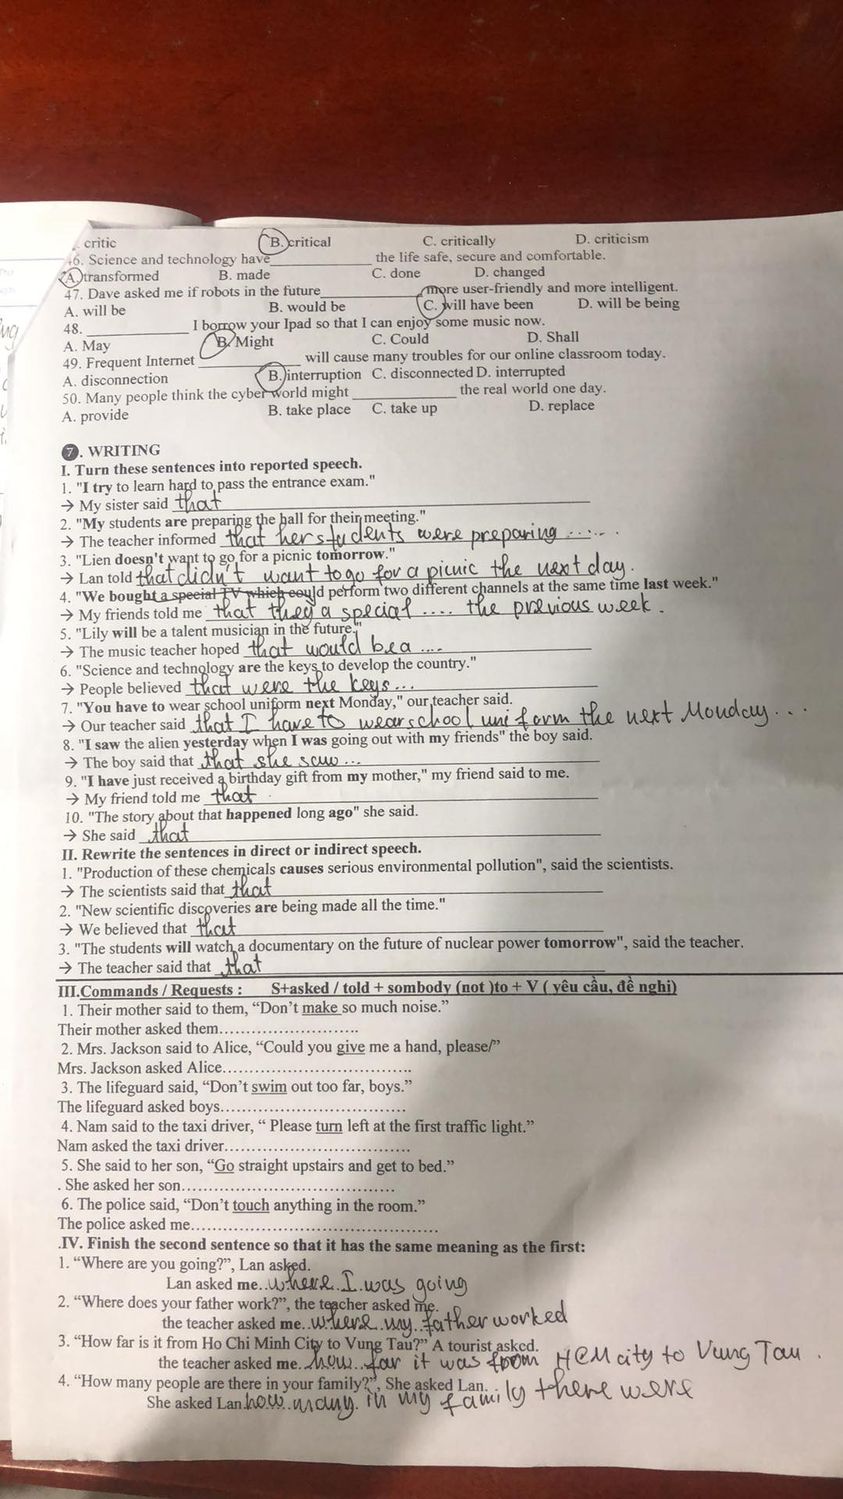 critic B. critical C. critically D. criticism
46. Science and technology have____________ the life safe, secure and comfortable.
A. transformed B. made C. done D. changed
47. Dave asked me if robots in the future____________ more user-friendly and more intelligent.
A. will be B. would be C. will have been D. will be being
48. ____________ I borrow your Ipad so that I can enjoy some music now.
A. May B. Might C. Could D. Shall
49. Frequent Internet ____________ will cause many troubles for our online classroom today.
A. disconnection B. interruption C. disconnected D. interrupted
50. Many people think the cyber world might ____________ the real world one day.
A. provide B. take place C. take up D. replace
7. WRITING
I. Turn these sentences into reported speech.
1. "I try to learn hard to pass the entrance exam."
→ My sister said that
2. "My students are preparing the hall for their meeting."
→ The teacher informed that her students were preparing ......
3. "Lien doesn't want to go for a picnic tomorrow."
→ Lan told that didn't want to go for a picnic the next day.
4. "We bought a special TV which could perform two different channels at the same time last week."
→ My friends told me that they a special .... the previous week.
5. "Lily will be a talent musician in the future."
→ The music teacher hoped that would be a ....
6. "Science and technology are the keys to develop the country."
→ People believed that were the keys...
7. "You have to wear school uniform next Monday," our teacher said.
→ Our teacher said that I have to wear school uniform the next Monday...
8. "I saw the alien yesterday when I was going out with my friends" the boy said.
→ The boy said that that she saw ...
9. "I have just received a birthday gift from my mother," my friend said to me.
→ My friend told me that
10. "The story about that happened long ago" she said.
→ She said that
II. Rewrite the sentences in direct or indirect speech.
1. "Production of these chemicals causes serious environmental pollution", said the scientists.
→ The scientists said that that
2. "New scientific discoveries are being made all the time."
→ We believed that that
3. "The students will watch a documentary on the future of nuclear power tomorrow", said the teacher.
→ The teacher said that that
III.Commands / Requests : S+asked / told + sombody (not )to + V ( yêu cầu, đề nghị)
1. Their mother said to them, “Don’t make so much noise.”
Their mother asked them.........................
2. Mrs. Jackson said to Alice, “Could you give me a hand, please/”
Mrs. Jackson asked Alice..................................
3. The lifeguard said, “Don’t swim out too far, boys.”
The lifeguard asked boys.................................
4. Nam said to the taxi driver, “ Please turn left at the first traffic light.”
Nam asked the taxi driver.................................
5. She said to her son, “Go straight upstairs and get to bed.”
. She asked her son......................................
6. The police said, “Don’t touch anything in the room.”
The police asked me............................................
.IV. Finish the second sentence so that it has the same meaning as the first:
1. “Where are you going?”, Lan asked.
Lan asked me..where I was going
2. “Where does your father work?”, the teacher asked me.
the teacher asked me..where my father worked
3. “How far is it from Ho Chi Minh City to Vung Tau?” A tourist asked.
the teacher asked me..how far it was from HCM city to Vung Tau .
4. “How many people are there in your family?”, She asked Lan.
She asked Lan.how many in my family there were